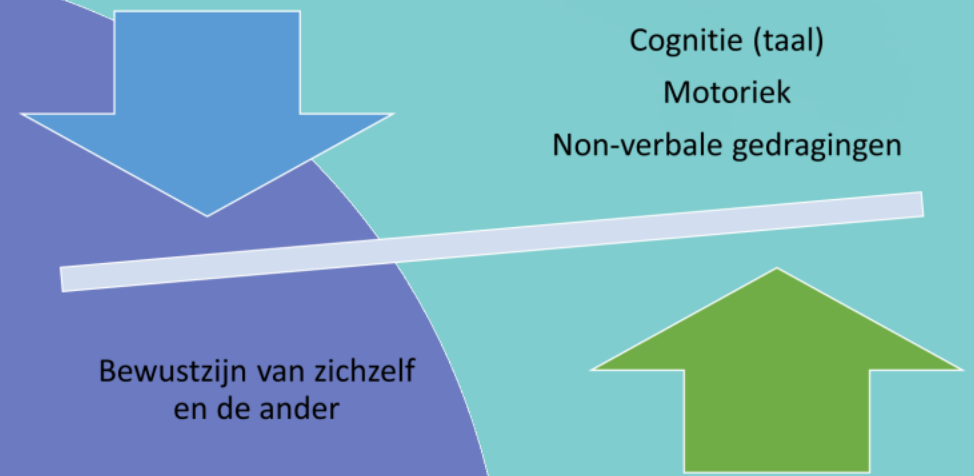 Cognitie (taal)
Motoriek
Non-verbale gedragingen
Bewustzijn van zichzelf
en de ander